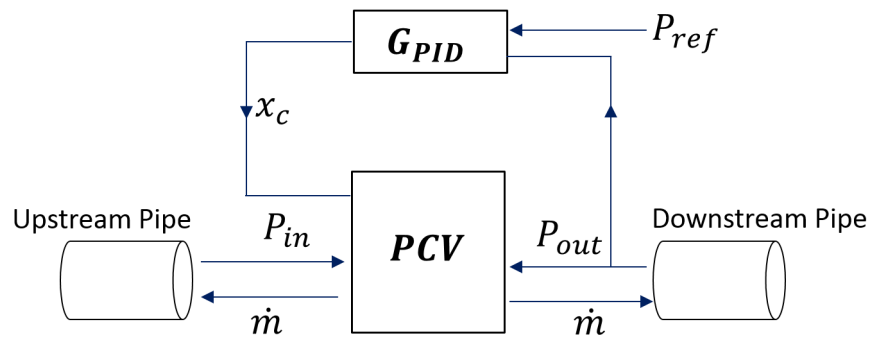 G_PID
P_ref
x_c
Upstream Pipe
Downstream Pipe
P_in
PCV
P_out
ṁ
ṁ